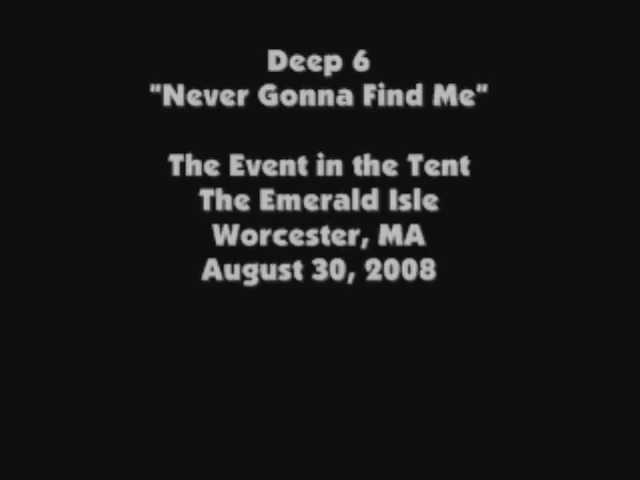 Deep 6
"Never Gonna Find Me"
The Event in the Tent
The Emerald Isle
Worcester, MA
August 30, 2008